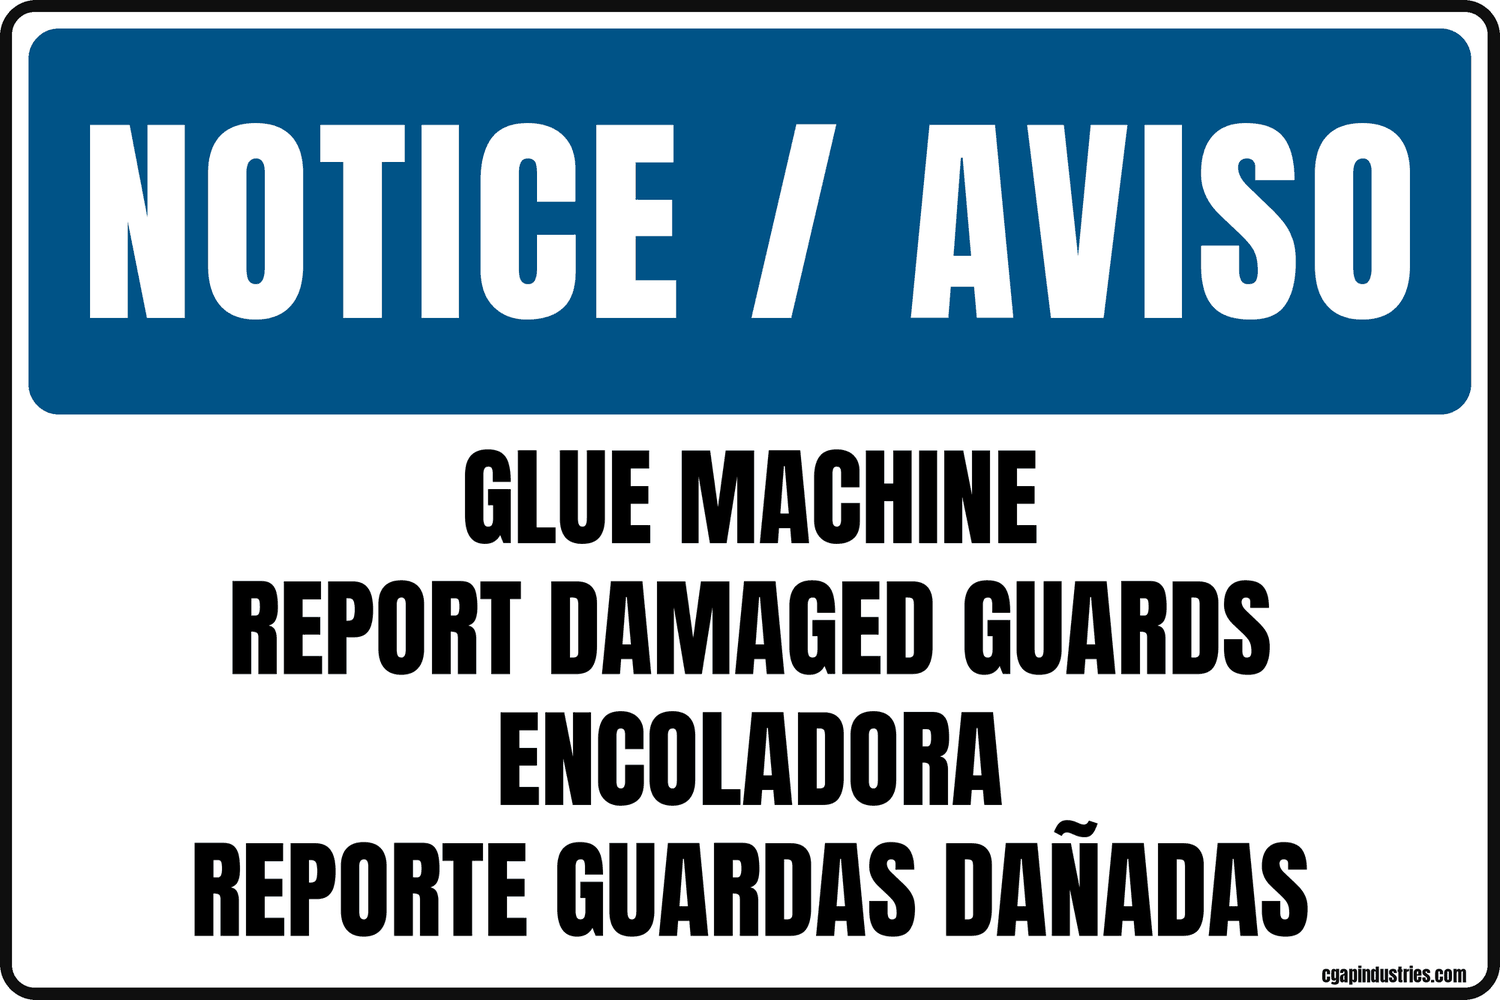 NOTICE / AVISO
GLUE MACHINE
REPORT DAMAGED GUARDS
ENCOLADORA
REPORTE GUARDAS DAÑADAS
cgapindustries.com